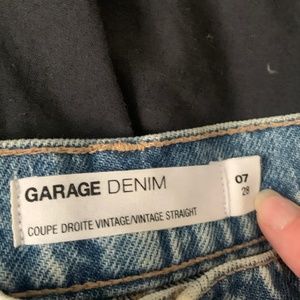 GARAGE DENIM
COUPE DROITE VINTAGE/VINTAGE STRAIGHT
07
28